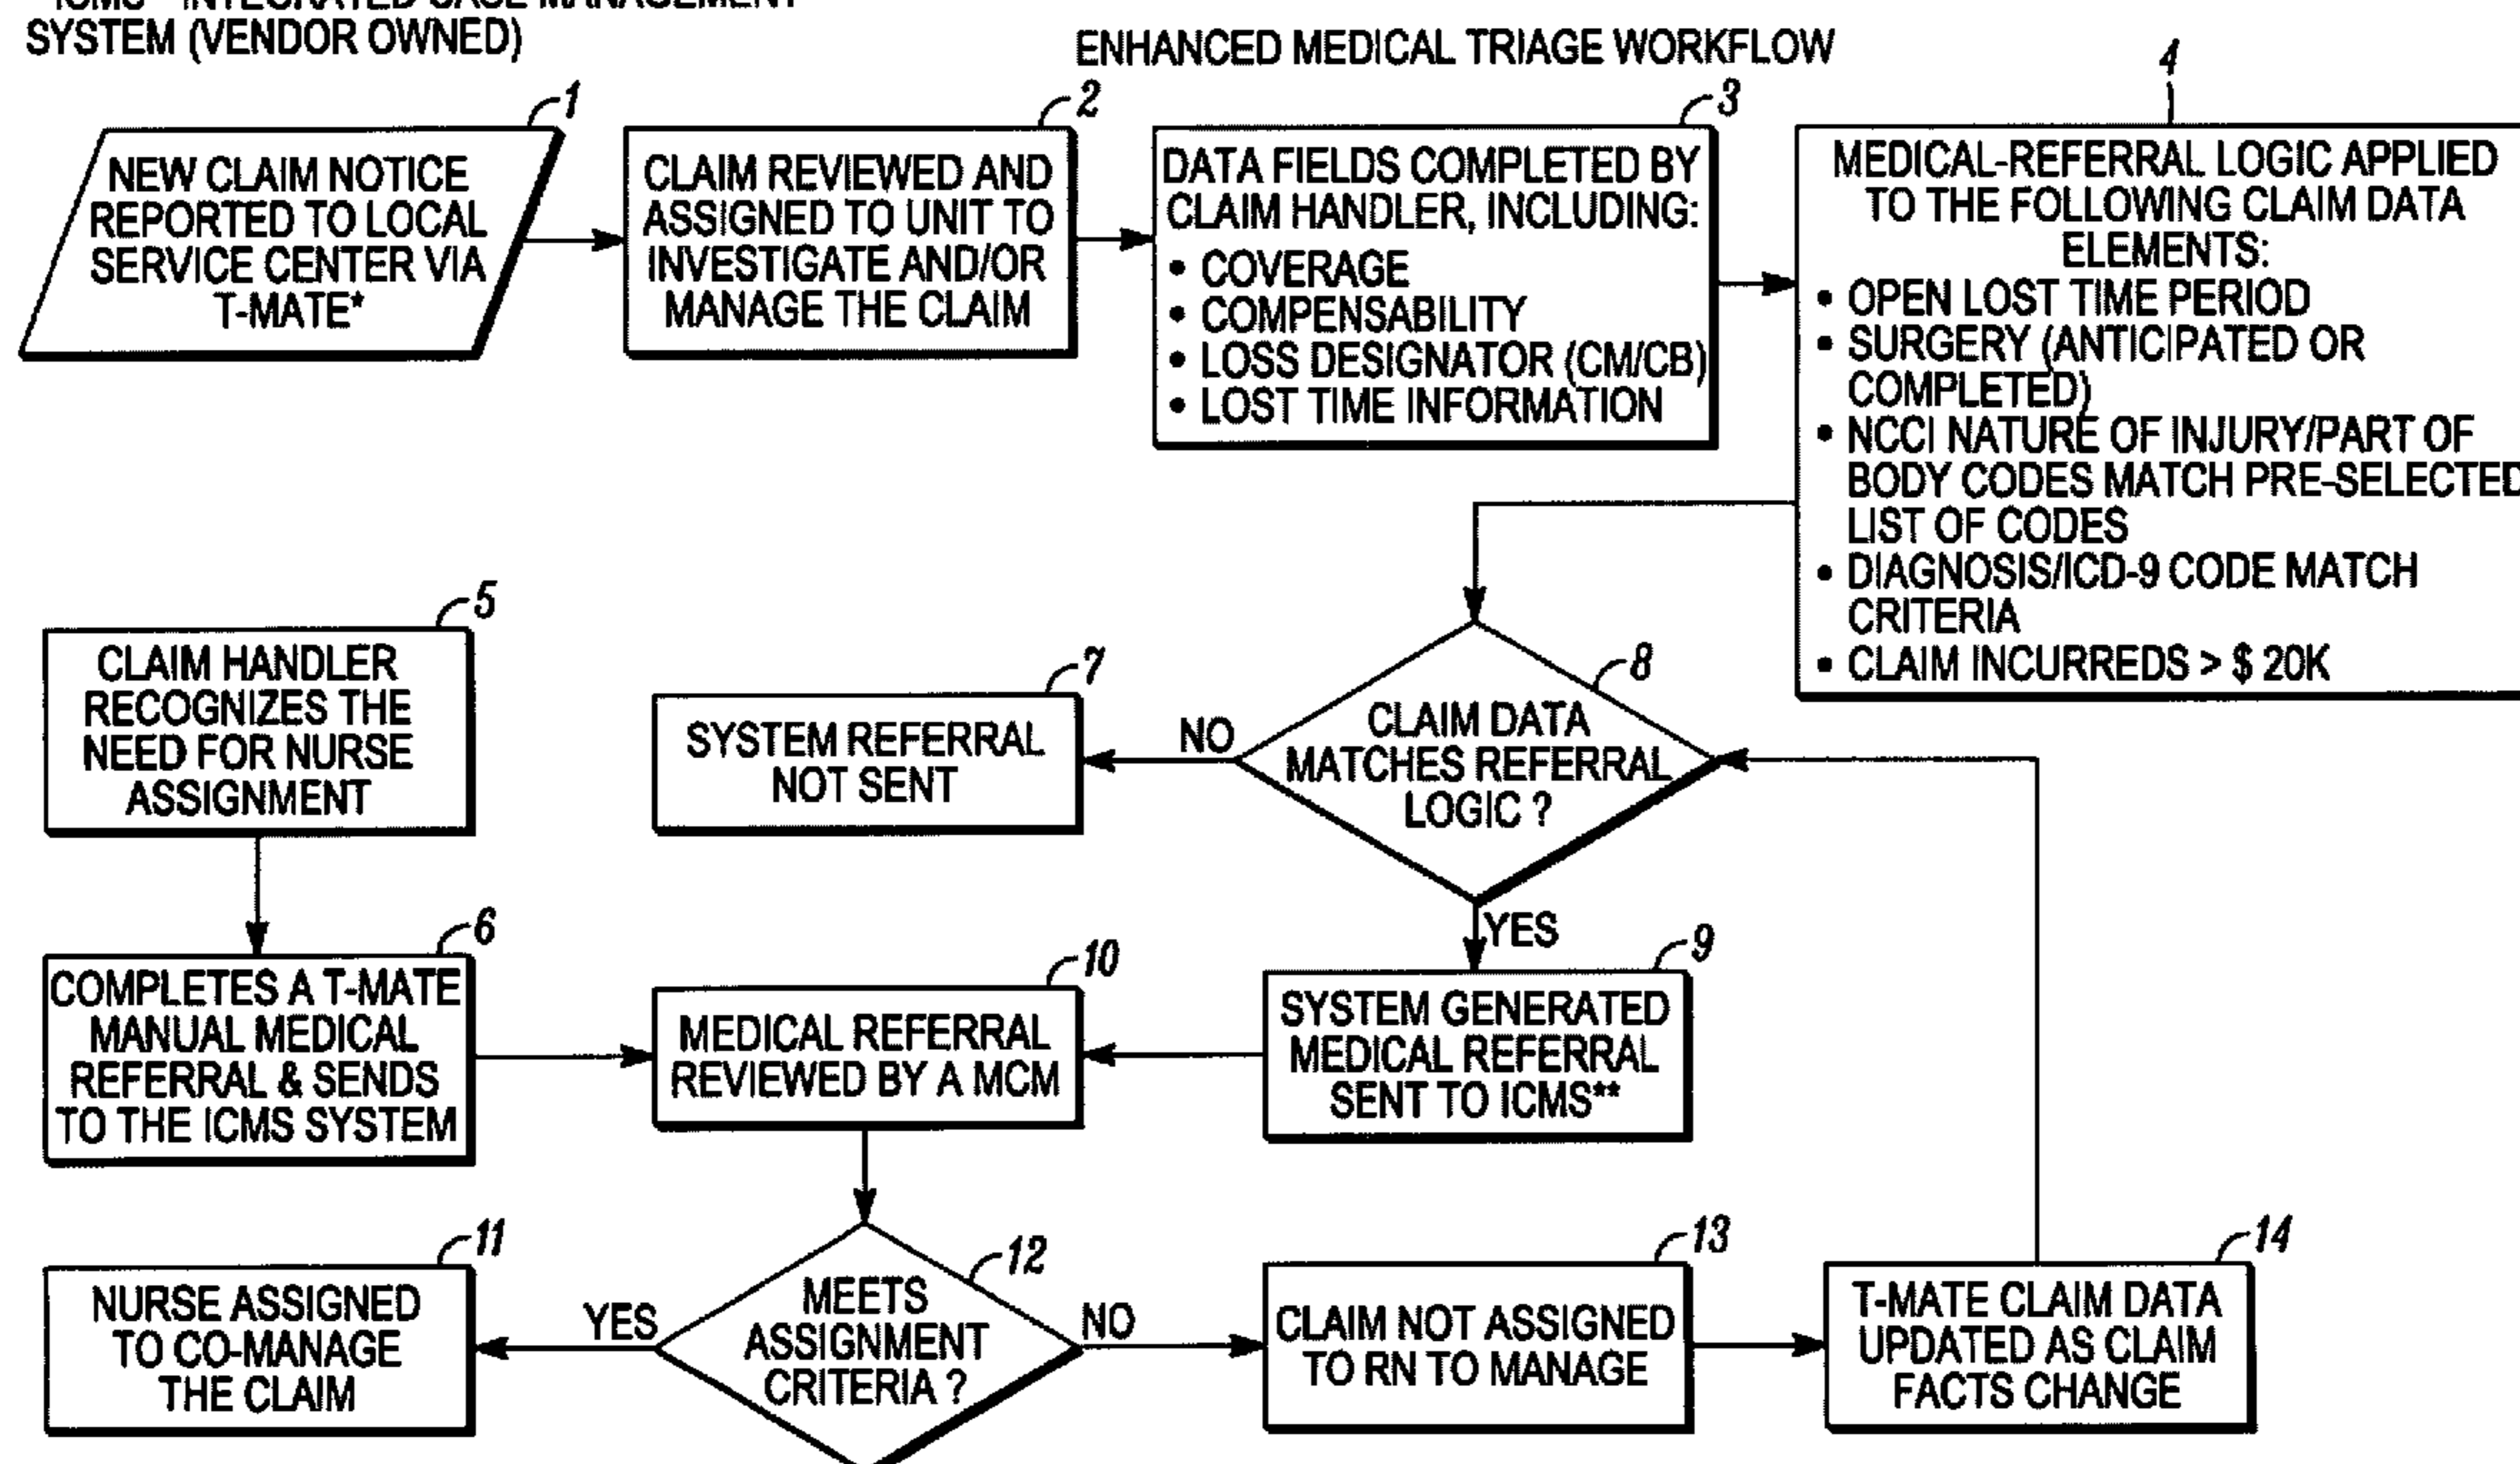 SYSTEM (VENDOR OWNED)
ENHANCED MEDICAL TRIAGE WORKFLOW
1
NEW CLAIM NOTICE
REPORTED TO LOCAL
SERVICE CENTER VIA
T-MATE*
2
CLAIM REVIEWED AND
ASSIGNED TO UNIT TO
INVESTIGATE AND/OR
MANAGE THE CLAIM
3
DATA FIELDS COMPLETED BY
CLAIM HANDLER, INCLUDING:
• COVERAGE
• COMPENSABILITY
• LOSS DESIGNATOR (CM/CB)
• LOST TIME INFORMATION
4
MEDICAL-REFERRAL LOGIC APPLIED
TO THE FOLLOWING CLAIM DATA
ELEMENTS:
• OPEN LOST TIME PERIOD
• SURGERY (ANTICIPATED OR
COMPLETED)
• NCCI NATURE OF INJURY/PART OF
BODY CODES MATCH PRE-SELECTED
LIST OF CODES
• DIAGNOSIS/ICD-9 CODE MATCH
CRITERIA
• CLAIM INCURREDS > $ 20K
5
CLAIM HANDLER
RECOGNIZES THE
NEED FOR NURSE
ASSIGNMENT
7
SYSTEM REFERRAL
NOT SENT
NO
8
CLAIM DATA
MATCHES REFERRAL
LOGIC ?
YES
6
COMPLETES A T-MATE
MANUAL MEDICAL
REFERRAL & SENDS
TO THE ICMS SYSTEM
10
MEDICAL REFERRAL
REVIEWED BY A MCM
9
SYSTEM GENERATED
MEDICAL REFERRAL
SENT TO ICMS**
11
NURSE ASSIGNED
TO CO-MANAGE
THE CLAIM
YES
12
MEETS
ASSIGNMENT
CRITERIA ?
NO
13
CLAIM NOT ASSIGNED
TO RN TO MANAGE
14
T-MATE CLAIM DATA
UPDATED AS CLAIM
FACTS CHANGE